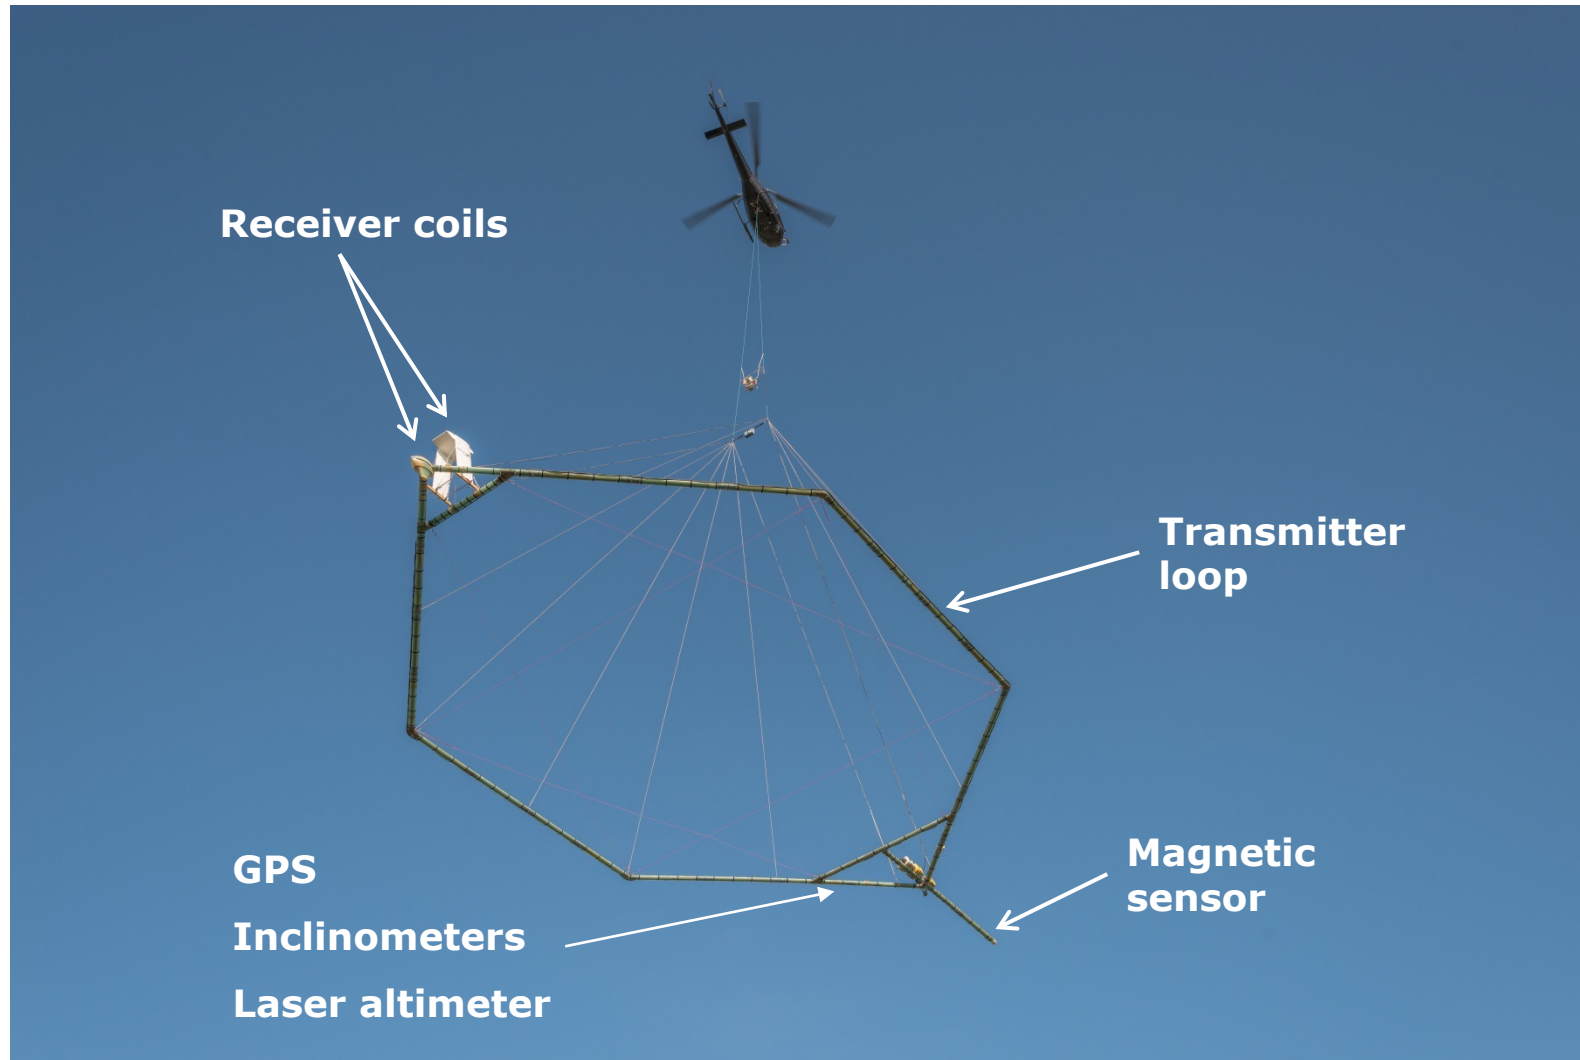 Receiver coils
Transmitter
loop
Magnetic
sensor
GPS
Inclinometers
Laser altimeter